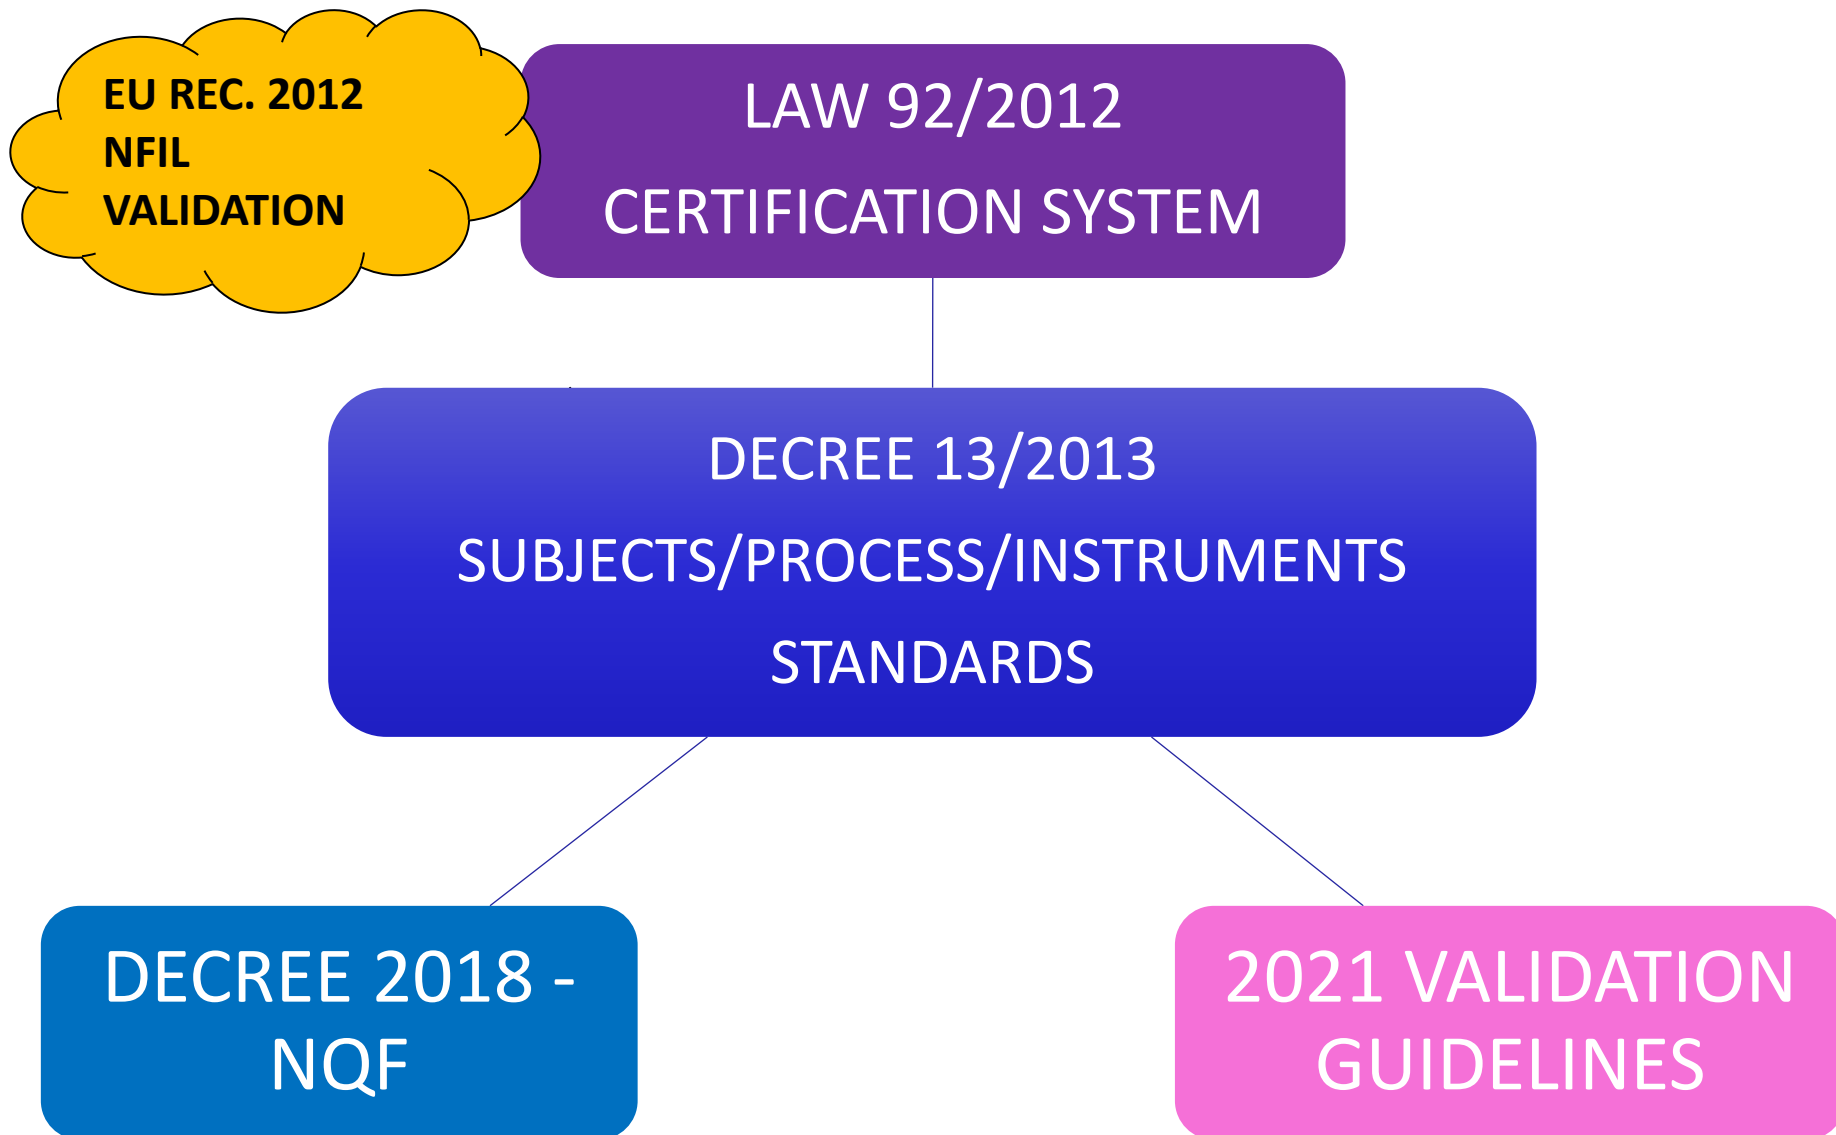 EU REC. 2012
NFIL
VALIDATION
LAW 92/2012
CERTIFICATION SYSTEM
DECREE 13/2013
SUBJECTS/PROCESS/INSTRUMENTS
STANDARDS
DECREE 2018 -
NQF
2021 VALIDATION
GUIDELINES